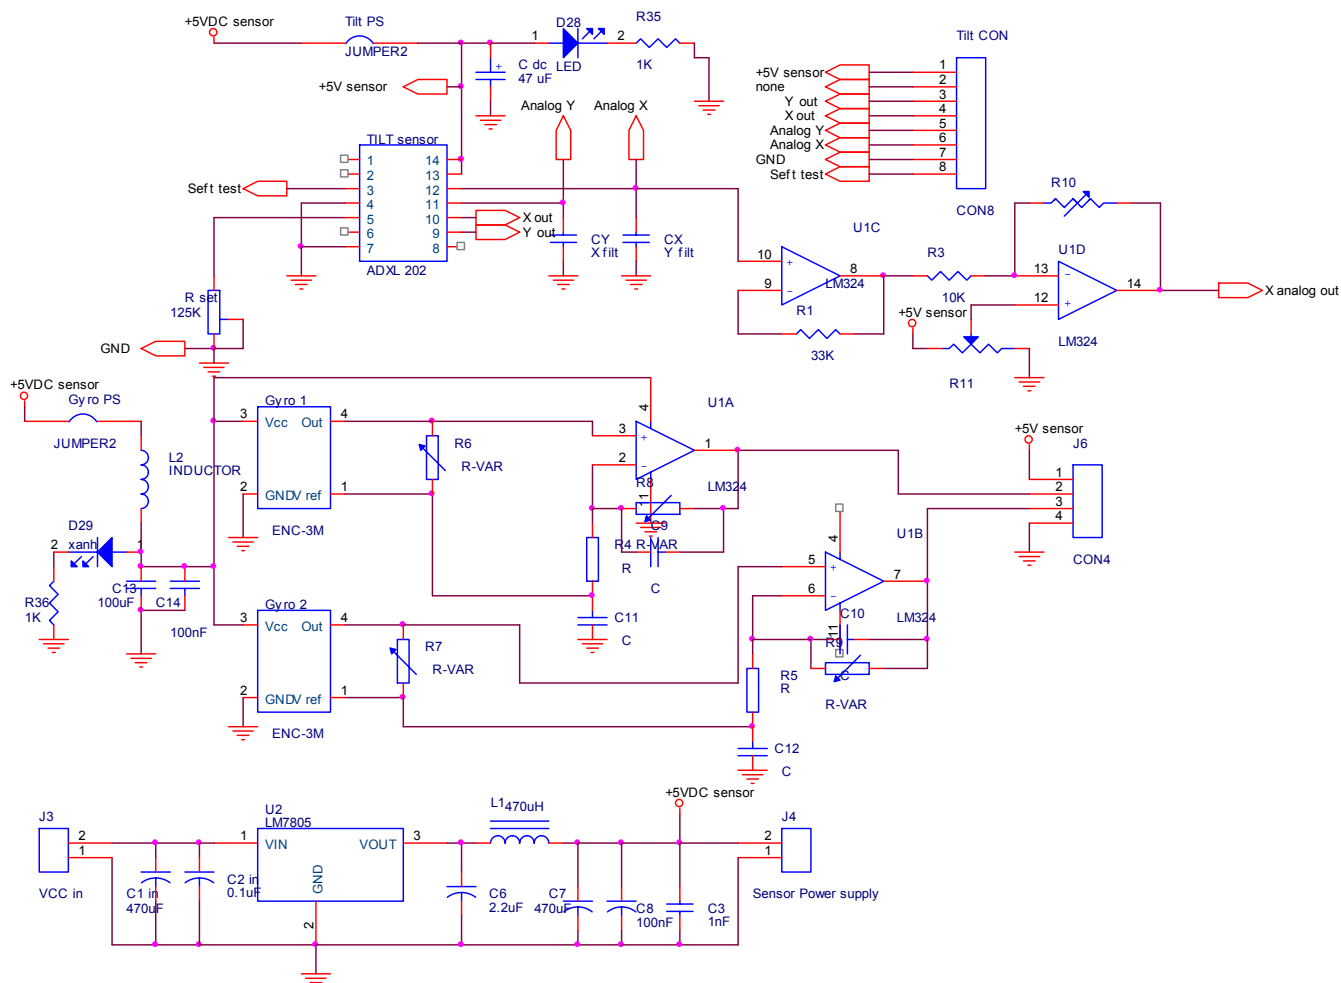 +5VDC sensor
Tilt PS
JUMPER2
D28
1
2
LED
R35
1K
C dc
47 uF
+5V sensor
Analog Y
Analog X
Tilt CON
+5V sensor 1
none 2
Y out 3
X out 4
Analog Y 5
Analog X 6
GND 7
Seft test 8
CON8
TILT sensor
1 14
2 13
3 12
4 11
5 10
6 9
7 8
ADXL 202
Seft test
X out
Y out
CY
X filt
CX
Y filt
R set
125K
GND
U1C
10
9
8
LM324
+
-
R1
33K
R3
10K
R10
U1D
13
12
14
-
+
LM324
X analog out
+5V sensor
R11
+5VDC sensor
Gyro PS
JUMPER2
L2
INDUCTOR
D29
xanh
2
1
R36
1K
C13
100uF
C14
100nF
Gyro 1
3 Vcc Out 4
2 GND V ref 1
ENC-3M
R6
R-VAR
U1A
4
3
2
1
11
+
-
LM324
R8
R-VAR
C9
C
R4
R
C11
C
+5V sensor
J6
1
2
3
4
CON4
Gyro 2
3 Vcc Out 4
2 GND V ref 1
ENC-3M
R7
R-VAR
U1B
4
5
6
7
11
+
-
LM324
C10
C
R9
R-VAR
R5
R
C12
C
J3
2
1
VCC in
C1 in
470uF
C2 in
0.1uF
U2
LM7805
1 VIN VOUT 3
GND
2
L1 470uH
C6
2.2uF
C7
470uF
C8
100nF
C3
1nF
+5VDC sensor
J4
2
1
Sensor Power supply